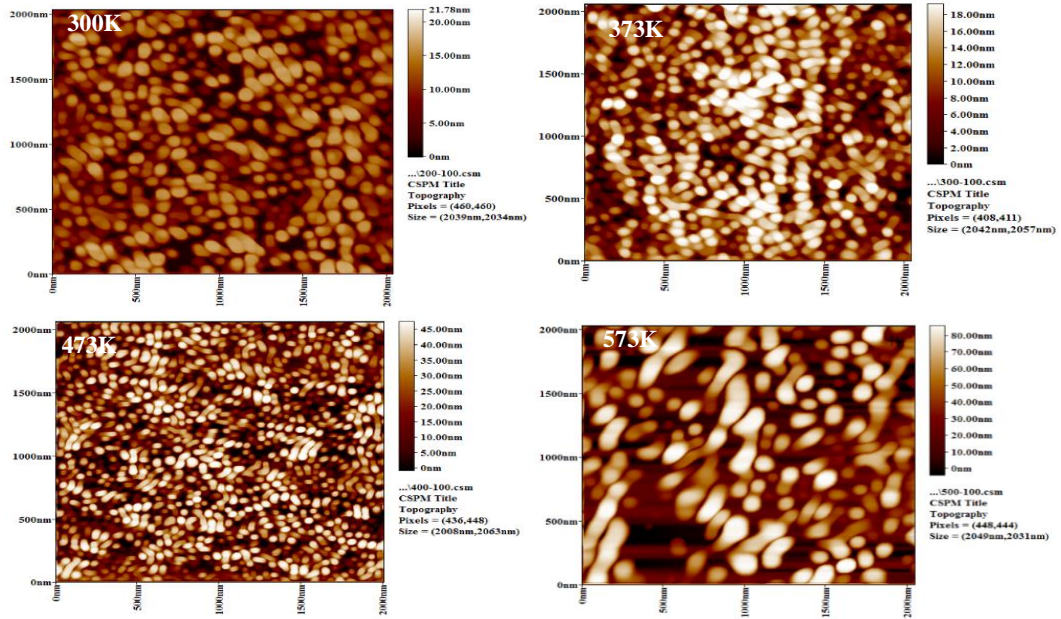 300K
2000nm
1500nm
1000nm
500nm
0nm
0nm
500nm
1000nm
1500nm
2000nm
21.78nm
20.00nm
15.00nm
10.00nm
5.00nm
0nm
...\200-100.csm
CSPM Title
Topography
Pixels = (460,460)
Size = (2039nm,2034nm)
373K
2000nm
1500nm
1000nm
500nm
0nm
0nm
500nm
1000nm
1500nm
2000nm
18.00nm
16.00nm
14.00nm
12.00nm
10.00nm
8.00nm
6.00nm
4.00nm
2.00nm
0nm
...\300-100.csm
CSPM Title
Topography
Pixels = (408,411)
Size = (2042nm,2057nm)
473K
2000nm
1500nm
1000nm
500nm
0nm
0nm
500nm
1000nm
1500nm
2000nm
45.00nm
40.00nm
35.00nm
30.00nm
25.00nm
20.00nm
15.00nm
10.00nm
5.00nm
0nm
...\400-100.csm
CSPM Title
Topography
Pixels = (436,448)
Size = (2008nm,2063nm)
573K
2000nm
1500nm
1000nm
500nm
0nm
0nm
500nm
1000nm
1500nm
2000nm
80.00nm
70.00nm
60.00nm
50.00nm
40.00nm
30.00nm
20.00nm
10.00nm
0nm
...\500-100.csm
CSPM Title
Topography
Pixels = (448,444)
Size = (2049nm,2031nm)